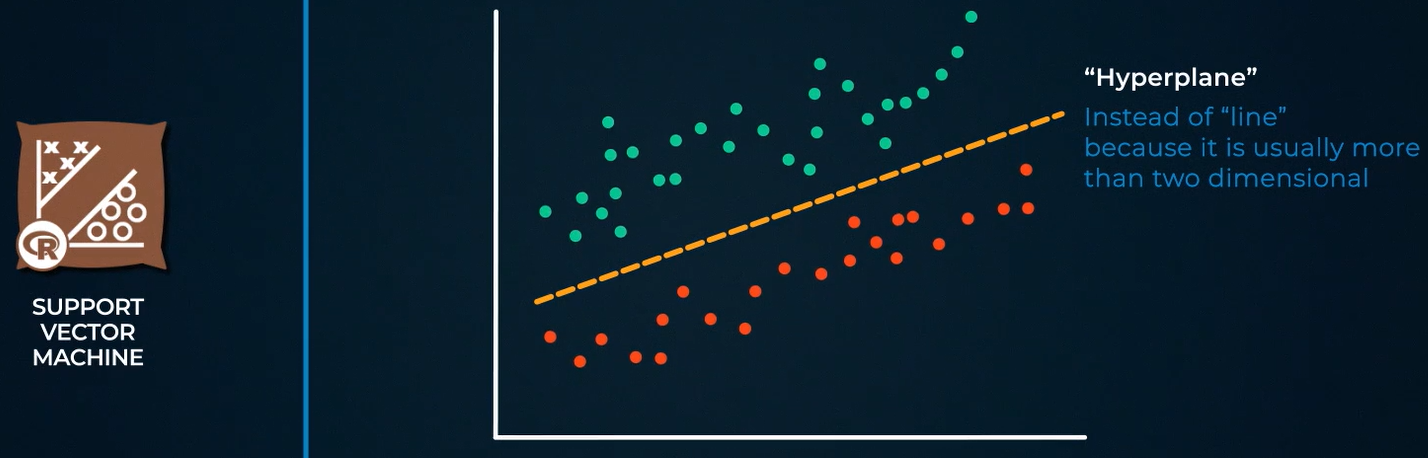 SUPPORT
VECTOR
MACHINE
R
“Hyperplane”
Instead of “line”
because it is usually more
than two dimensional